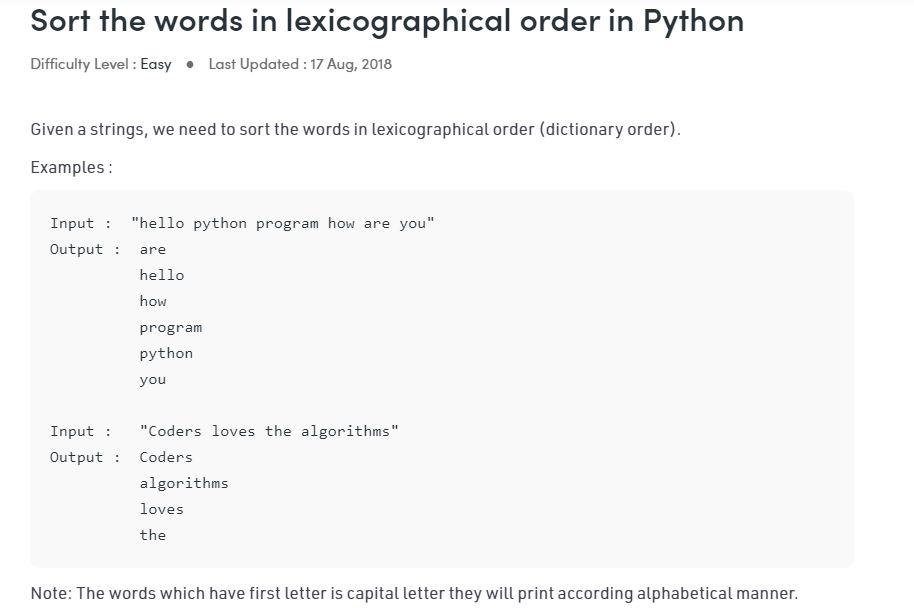 Sort the words in lexicographical order in Python
Difficulty Level : Easy ● Last Updated : 17 Aug, 2018
Given a strings, we need to sort the words in lexicographical order (dictionary order).
Examples :
Input :  "hello python program how are you"
Output :  are
hello
how
program
python
you
Input :   "Coders loves the algorithms"
Output :  Coders
algorithms
loves
the
Note: The words which have first letter is capital letter they will print according alphabetical manner.